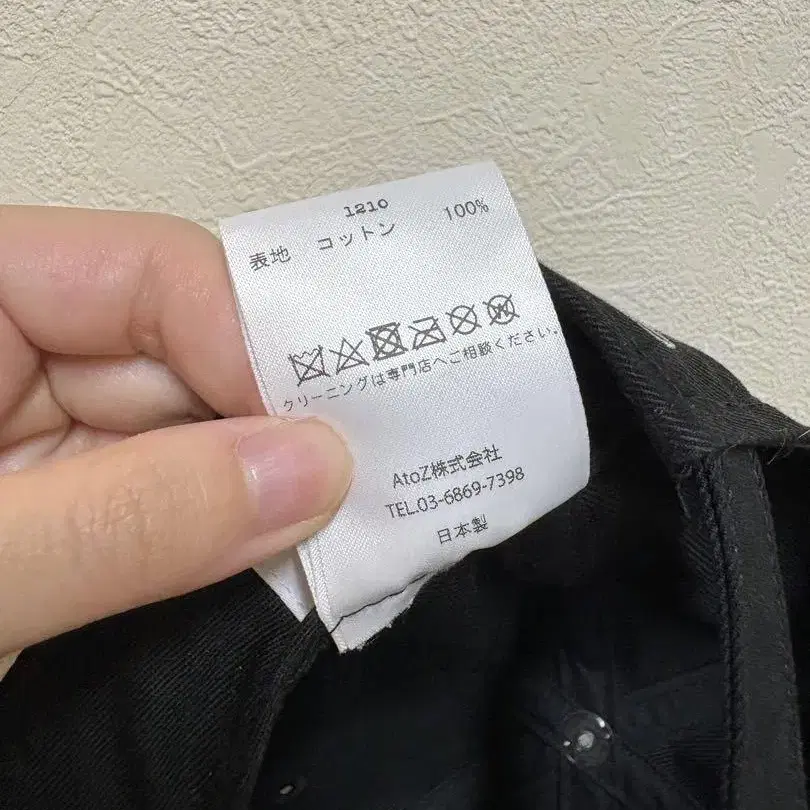 1210
表地 コットン 100%
クリーニングは専門店へご相談ください。
AtoZ株式会社
TEL.03-6869-7398
日本製